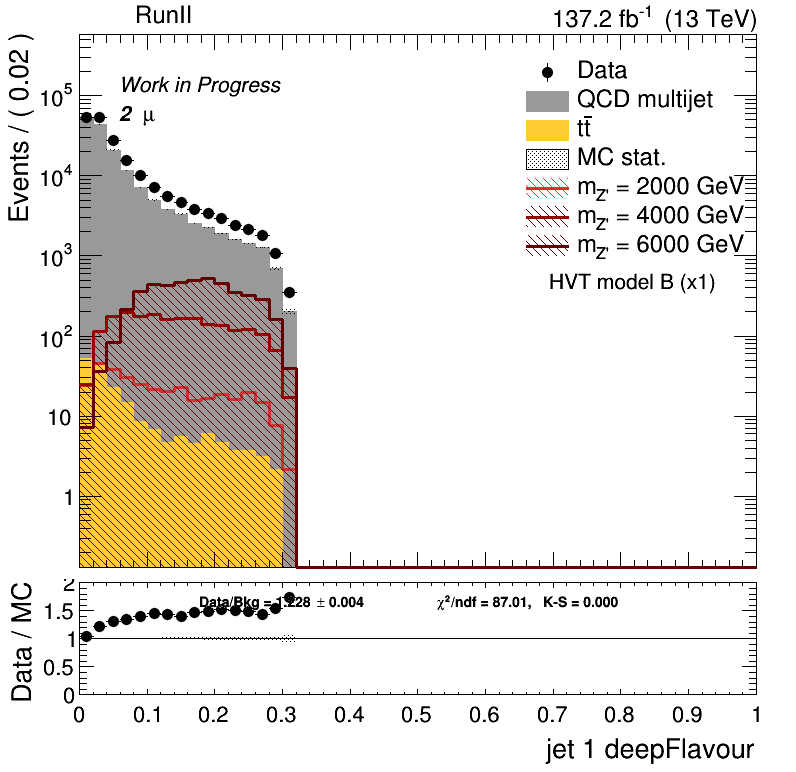 RunII
137.2 fb⁻¹ (13 TeV)
Events / ( 0.02 )
Work in Progress
2 μ
Data
QCD multijet
tt̄
MC stat.
m_Z' = 2000 GeV
m_Z' = 4000 GeV
m_Z' = 6000 GeV
HVT model B (x1)
10⁵
10⁴
10³
10²
10
1
Data / MC
2
1.5
1
0.5
0
Data/Bkg = 1.228 ± 0.004
χ²/ndf = 87.01, K-S = 0.000
0 0.1 0.2 0.3 0.4 0.5 0.6 0.7 0.8 0.9 1
jet 1 deepFlavour